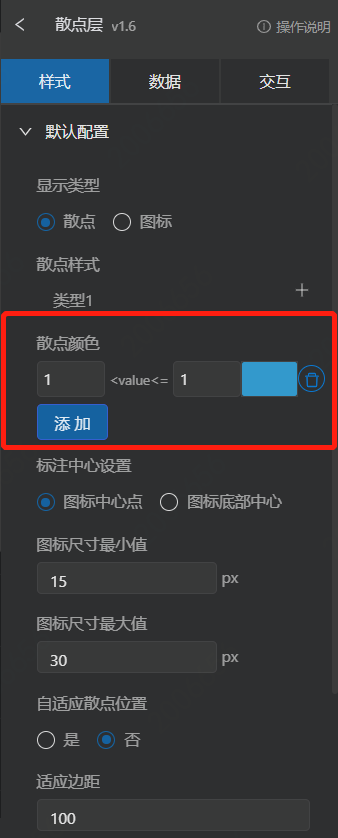 散点层 v1.6 操作说明
样式 数据 交互
默认配置
显示类型
散点 图标
散点样式
类型1
散点颜色
1 <value<= 1
添加
标注中心设置
图标中心点 图标底部中心
图标尺寸最小值
15 px
图标尺寸最大值
30 px
自适应散点位置
是 否
适应边距
100